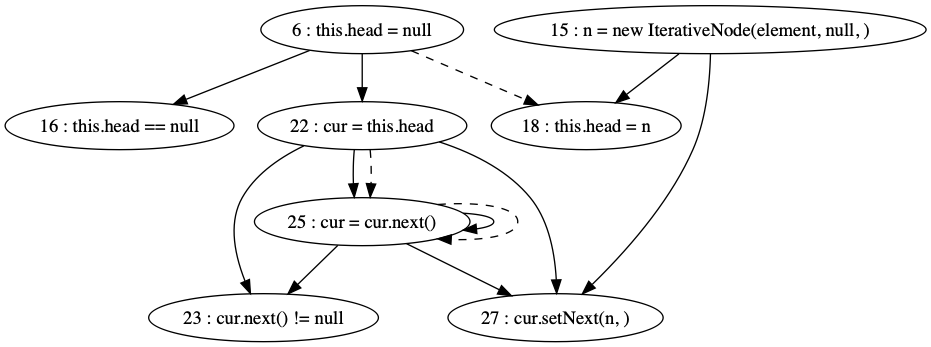 6 : this.head = null
15 : n = new IterativeNode(element, null, )
16 : this.head == null
22 : cur = this.head
18 : this.head = n
25 : cur = cur.next()
23 : cur.next() != null
27 : cur.setNext(n, )